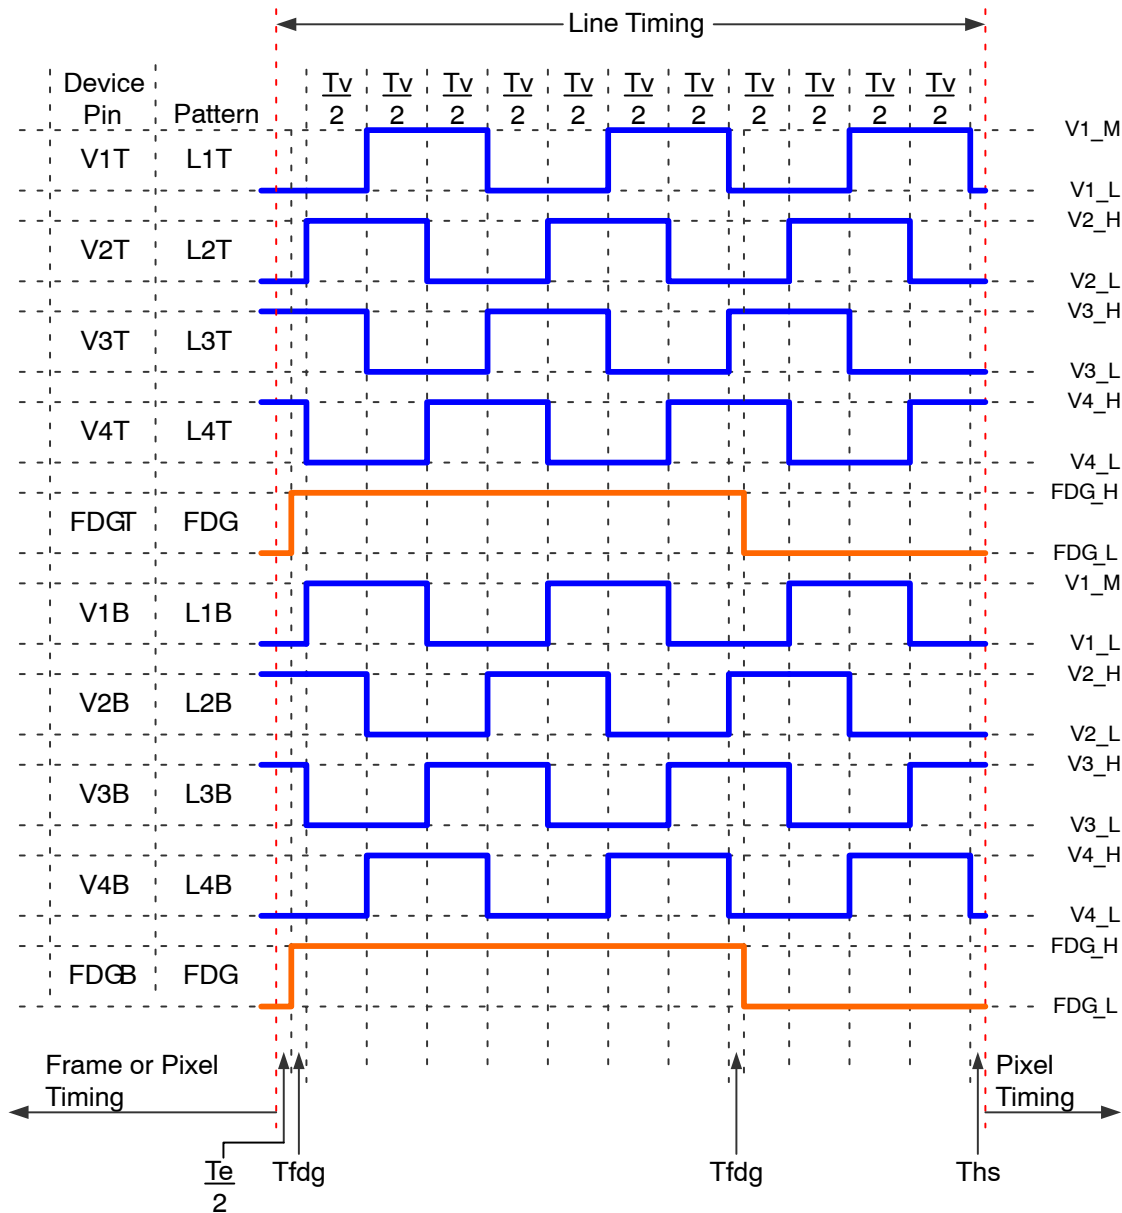 Line Timing
Device
Pin
Pattern
Tv
2
Tv
2
Tv
2
Tv
2
Tv
2
Tv
2
Tv
2
Tv
2
Tv
2
Tv
2
Tv
2
V1T L1T V1_M
V1_L
V2T L2T V2_H
V2_L
V3T L3T V3_H
V3_L
V4T L4T V4_H
V4_L
FDGT FDG FDG_H
FDG_L
V1B L1B V1_M
V1_L
V2B L2B V2_H
V2_L
V3B L3B V3_H
V3_L
V4B L4B V4_H
V4_L
FDGB FDG FDG_H
FDG_L
Frame or Pixel
Timing
Pixel
Timing
Te
2
Tfdg
Tfdg
Ths